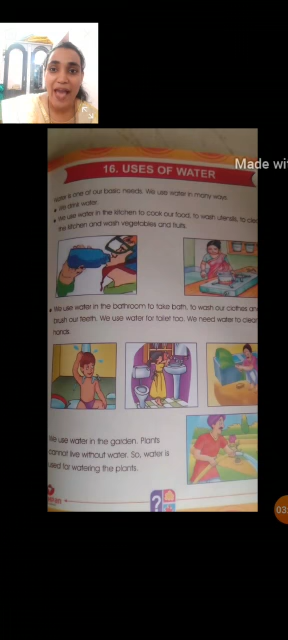 Made wi
16. USES OF WATER
Water is one of our basic needs. We use water in many ways.
• We drink water.
• We use water in the kitchen to cook our food, to wash utensils, to clea
the kitchen and wash vegetables and fruits.
• We use water in the bathroom to take bath, to wash our clothes an
brush our teeth. We use water for toilet too. We need water to clea
hands.
We use water in the garden. Plants
cannot live without water. So, water is
used for watering the plants.
03: